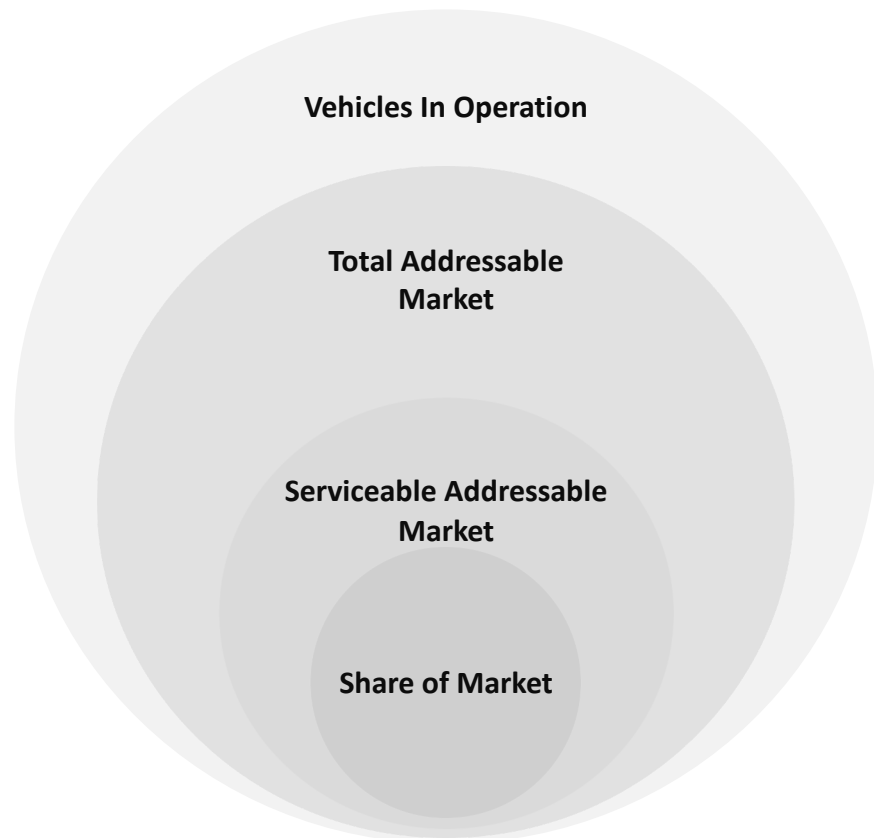 Vehicles In Operation
Total Addressable
Market
Serviceable Addressable
Market
Share of Market